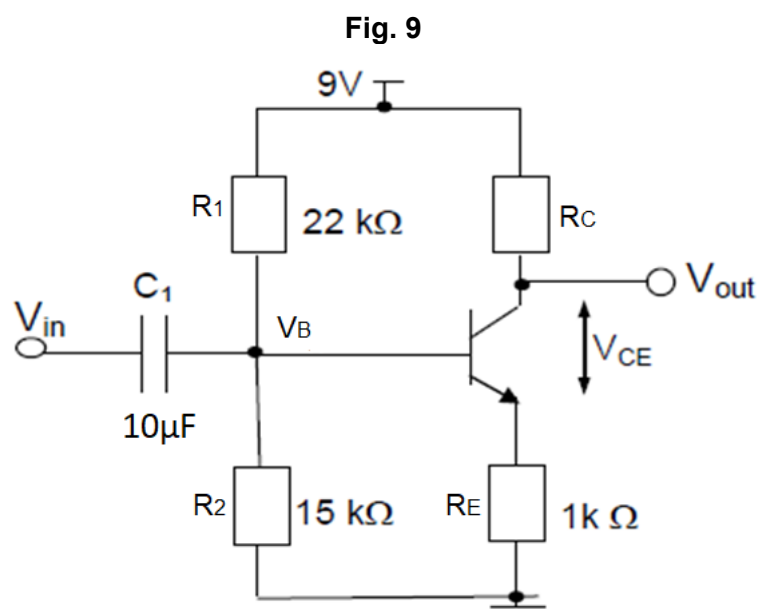 Fig. 9
9V
R1
22 kΩ
RC
C1
Vout
Vin
VB
VCE
10μF
R2
15 kΩ
RE
1k Ω